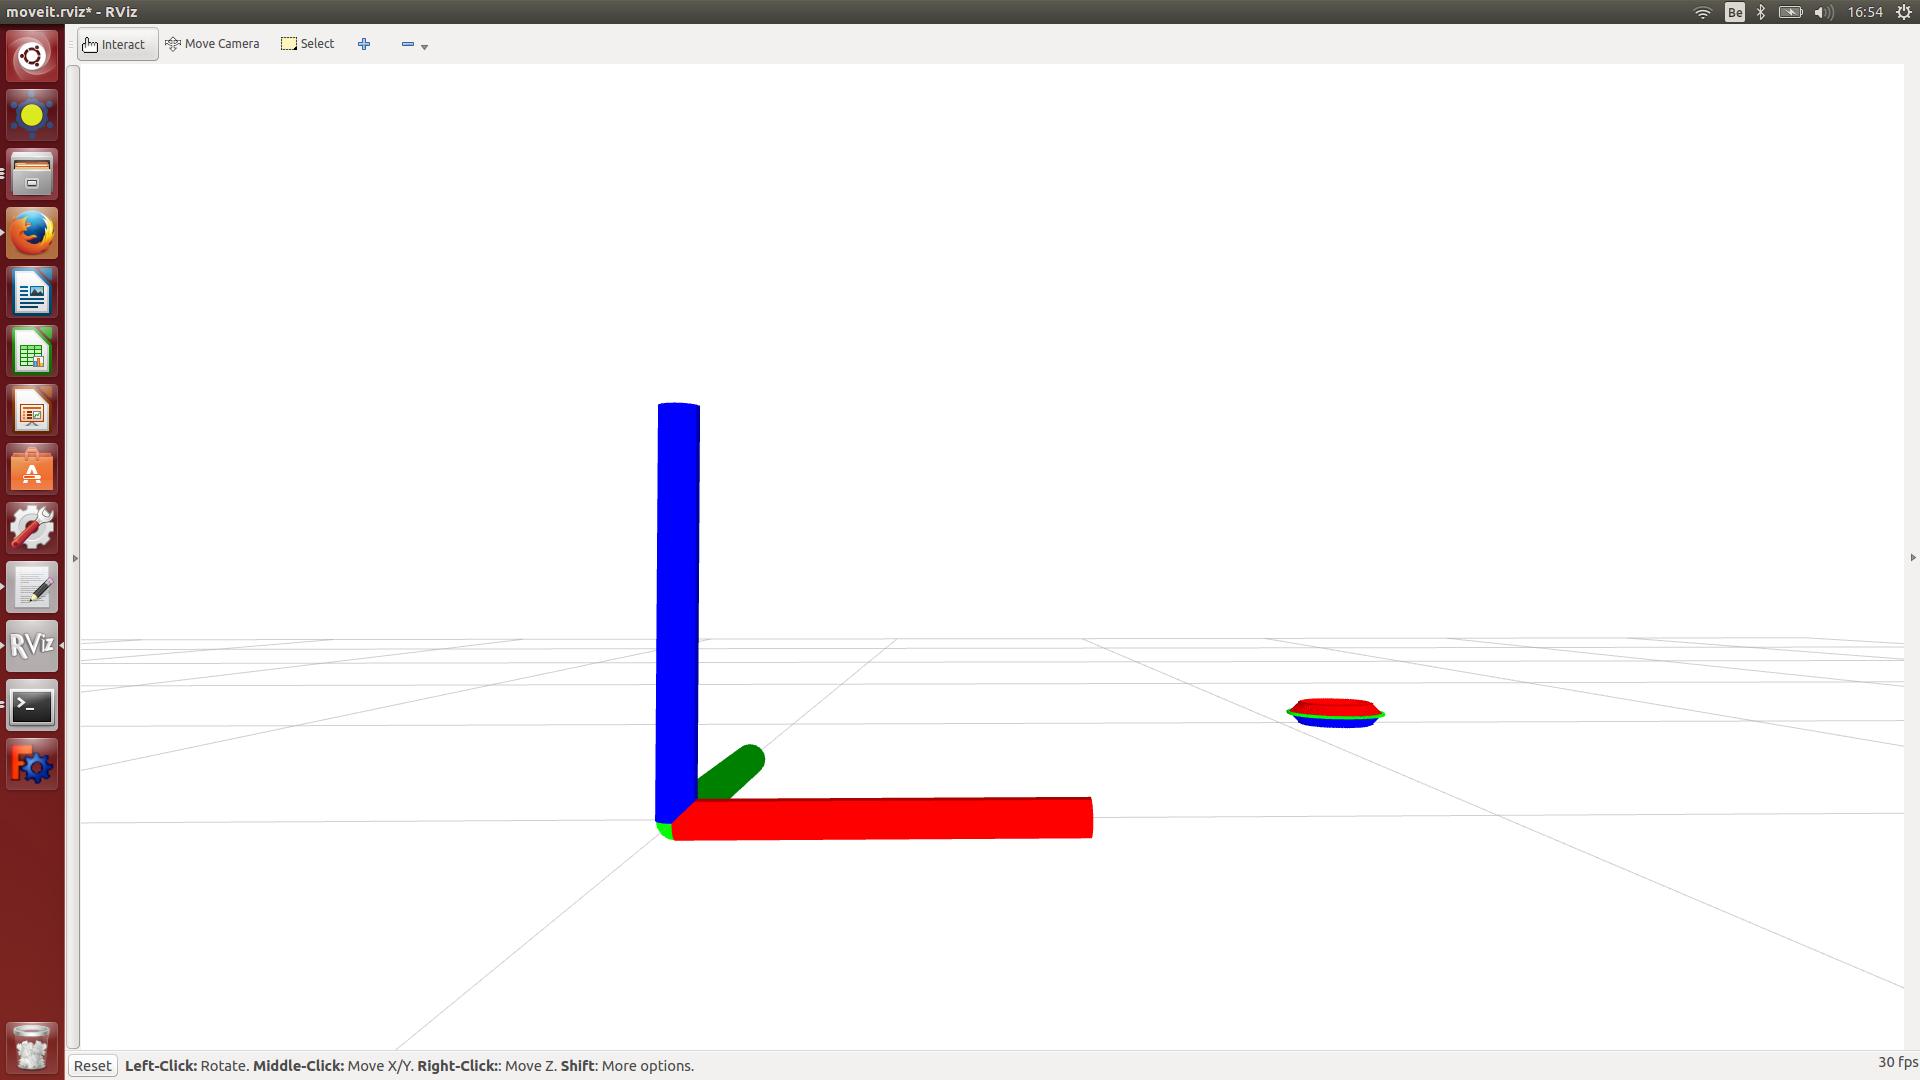 moveit.rviz* - RViz
Be
16:54
Interact
Move Camera
Select
A
RViz
>_
Reset
Left-Click: Rotate. Middle-Click: Move X/Y. Right-Click:: Move Z. Shift: More options.
30 fps